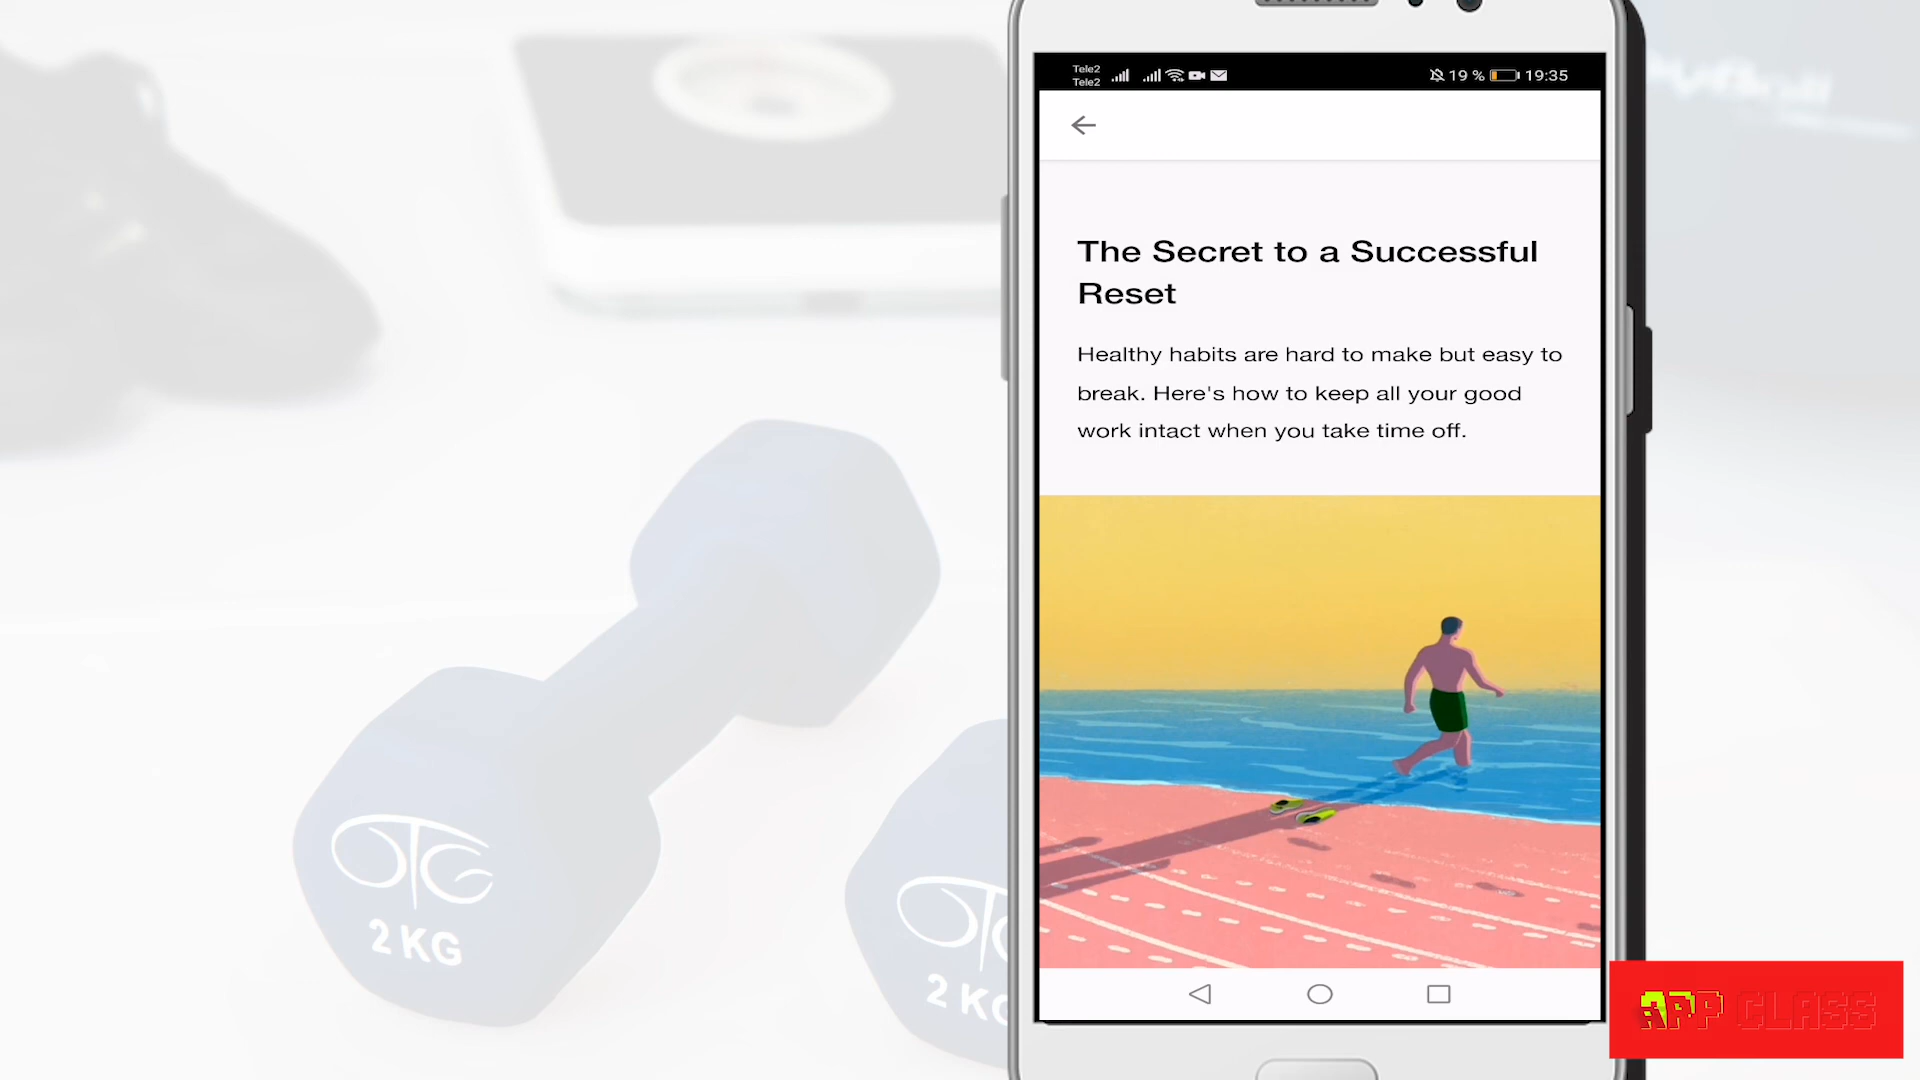 Tele2
Tele2
19 %
19:35
The Secret to a Successful
Reset
Healthy habits are hard to make but easy to
break. Here's how to keep all your good
work intact when you take time off.
OTG
2 KG
2 KG
APP CLASS